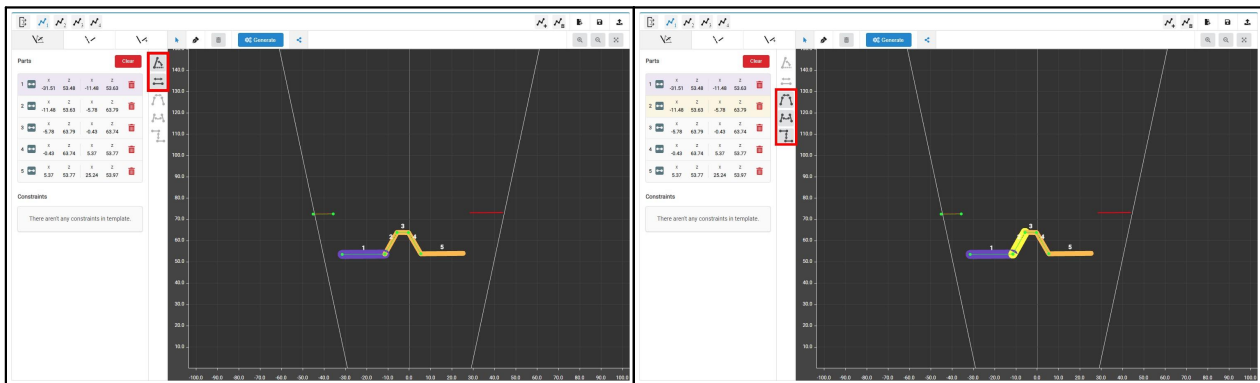 1 2 3 4
Generate
Parts Clear
X Z X Z
1 -31.51 53.48 -11.48 53.63
X Z X Z
2 -11.48 53.63 -5.78 63.79
X Z X Z
3 -5.78 63.79 -0.43 63.74
X Z X Z
4 -0.43 63.74 5.37 53.77
X Z X Z
5 5.37 53.77 25.24 53.97
Constraints
There aren't any constraints in template.
140.0
130.0
120.0
110.0
100.0
90.0
80.0
70.0
60.0
50.0
40.0
30.0
20.0
10.0
1 2 3 4 5
-100.0 -90.0 -80.0 -70.0 -60.0 -50.0 -40.0 -30.0 -20.0 -10.0 0.0 10.0 20.0 30.0 40.0 50.0 60.0 70.0 80.0 90.0 100.0
1 2 3 4
Generate
Parts Clear
X Z X Z
1 -31.51 53.48 -11.48 53.63
X Z X Z
2 -11.48 53.63 -5.78 63.79
X Z X Z
3 -5.78 63.79 -0.43 63.74
X Z X Z
4 -0.43 63.74 5.37 53.77
X Z X Z
5 5.37 53.77 25.24 53.97
Constraints
There aren't any constraints in template.
140.0
130.0
120.0
110.0
100.0
90.0
80.0
70.0
60.0
50.0
40.0
30.0
20.0
10.0
1 3 4 5
-100.0 -90.0 -80.0 -70.0 -60.0 -50.0 -40.0 -30.0 -20.0 -10.0 0.0 10.0 20.0 30.0 40.0 50.0 60.0 70.0 80.0 90.0